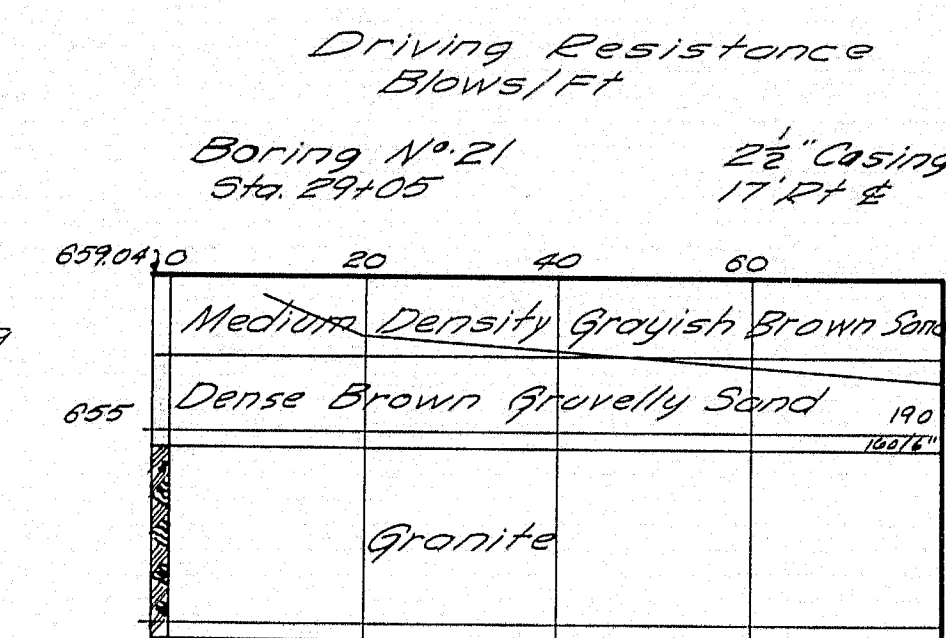 Driving Resistance
Blows/Ft
Boring Nº.21 2½" Casing
Sta. 29+05 17' Rt ℄
659.04 0 20 40 60
Medium Density Grayish Brown Sand
g
655 Dense Brown Gravelly Sand 190
160/6"
Granite